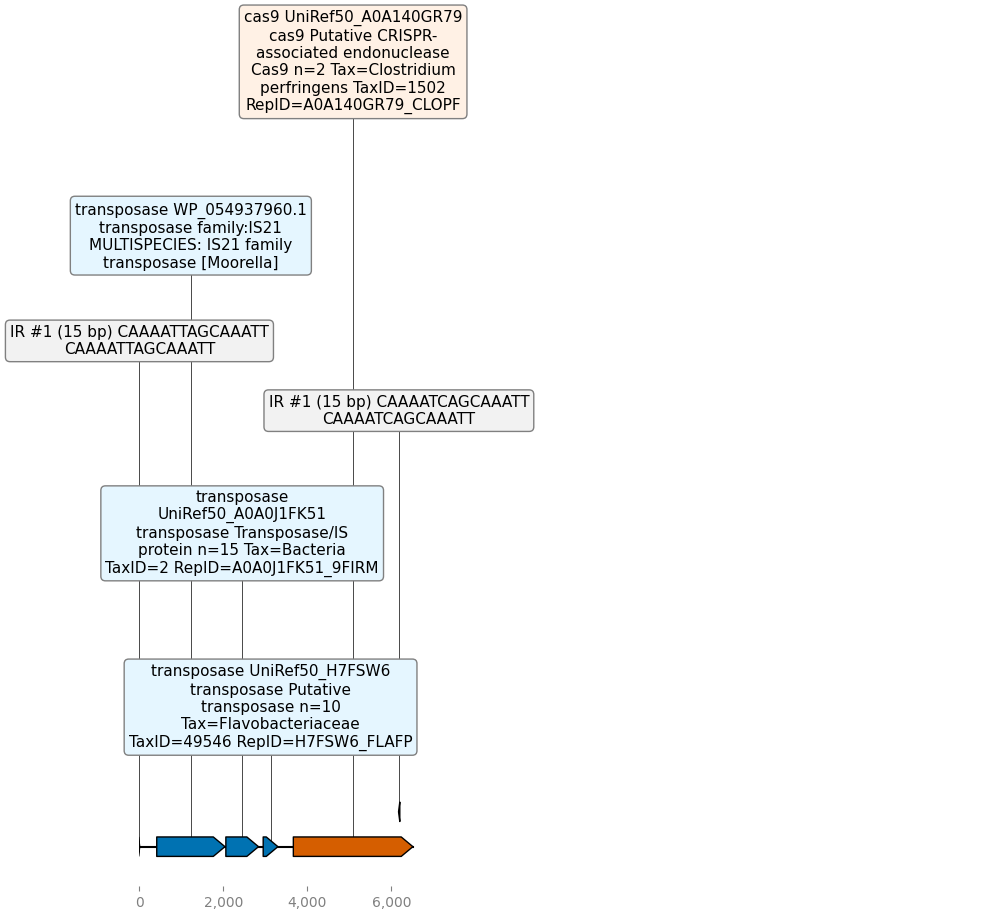 cas9 UniRef50_A0A140GR79
cas9 Putative CRISPR-
associated endonuclease
Cas9 n=2 Tax=Clostridium
perfringens TaxID=1502
RepID=A0A140GR79_CLOPF
transposase WP_054937960.1
transposase family:IS21
MULTISPECIES: IS21 family
transposase [Moorella]
IR #1 (15 bp) CAAAATTAGCAAATT
CAAAATTAGCAAATT
IR #1 (15 bp) CAAAATCAGCAAATT
CAAAATCAGCAAATT
transposase
UniRef50_A0A0J1FK51
transposase Transposase/IS
protein n=15 Tax=Bacteria
TaxID=2 RepID=A0A0J1FK51_9FIRM
transposase UniRef50_H7FSW6
transposase Putative
transposase n=10
Tax=Flavobacteriaceae
TaxID=49546 RepID=H7FSW6_FLAFP
0 2,000 4,000 6,000